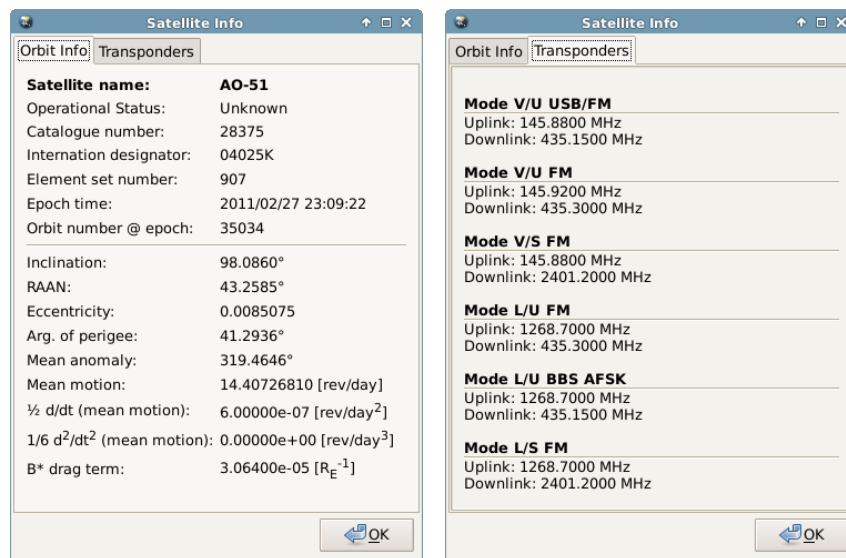 Satellite Info
Orbit Info Transponders
Satellite name: AO-51
Operational Status: Unknown
Catalogue number: 28375
Internation designator: 04025K
Element set number: 907
Epoch time: 2011/02/27 23:09:22
Orbit number @ epoch: 35034
Inclination: 98.0860°
RAAN: 43.2585°
Eccentricity: 0.0085075
Arg. of perigee: 41.2936°
Mean anomaly: 319.4646°
Mean motion: 14.40726810 [rev/day]
½ d/dt (mean motion): 6.00000e-07 [rev/day²]
1/6 d²/dt² (mean motion): 0.00000e+00 [rev/day³]
B* drag term: 3.06400e-05 [R_E⁻¹]
OK
Satellite Info
Orbit Info Transponders
Mode V/U USB/FM
Uplink: 145.8800 MHz
Downlink: 435.1500 MHz
Mode V/U FM
Uplink: 145.9200 MHz
Downlink: 435.3000 MHz
Mode V/S FM
Uplink: 145.8800 MHz
Downlink: 2401.2000 MHz
Mode L/U FM
Uplink: 1268.7000 MHz
Downlink: 435.3000 MHz
Mode L/U BBS AFSK
Uplink: 1268.7000 MHz
Downlink: 435.1500 MHz
Mode L/S FM
Uplink: 1268.7000 MHz
Downlink: 2401.2000 MHz
OK